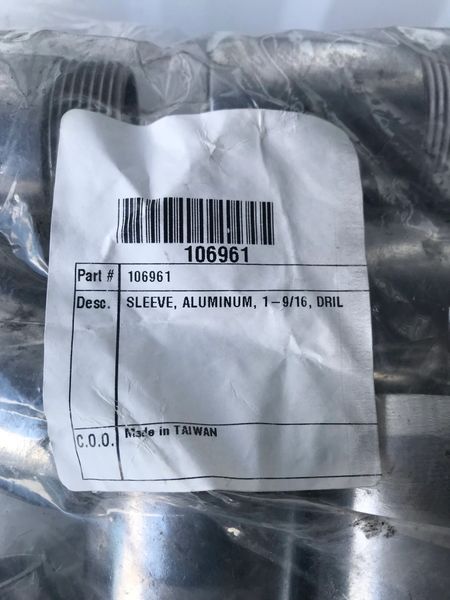 106961
Part # 106961
Desc. SLEEVE, ALUMINUM, 1-9/16, DRIL
C.O.O. Made in TAIWAN